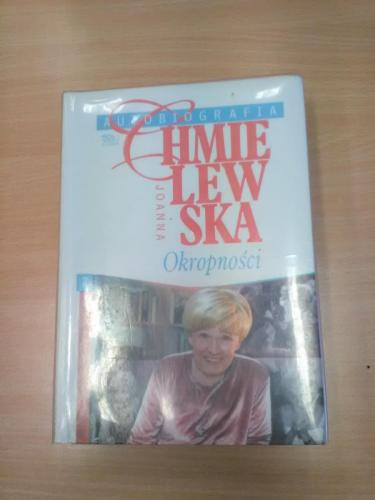 AUTOBIOGRAFIA
CHMIE
LEW
SKA
JOANNA
Okropności